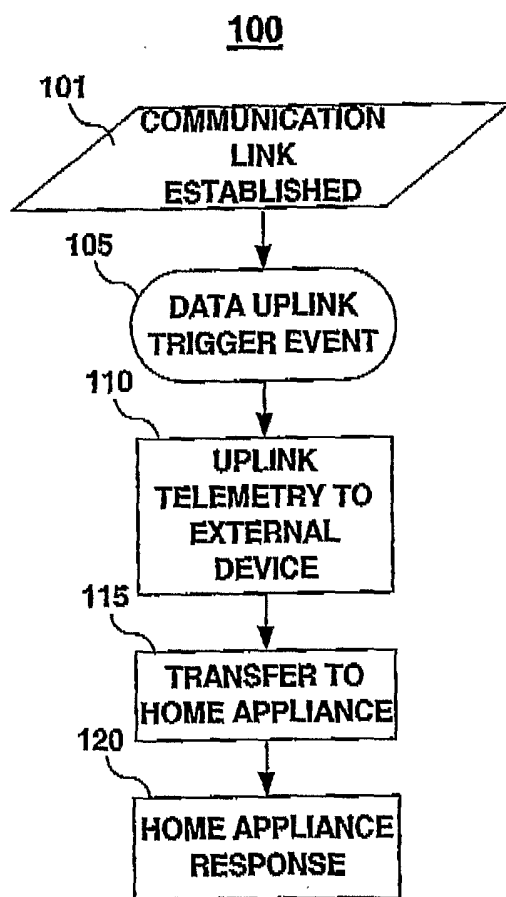 100
101
COMMUNICATION
LINK
ESTABLISHED
105
DATA UPLINK
TRIGGER EVENT
110
UPLINK
TELEMETRY TO
EXTERNAL
DEVICE
115
TRANSFER TO
HOME APPLIANCE
120
HOME APPLIANCE
RESPONSE